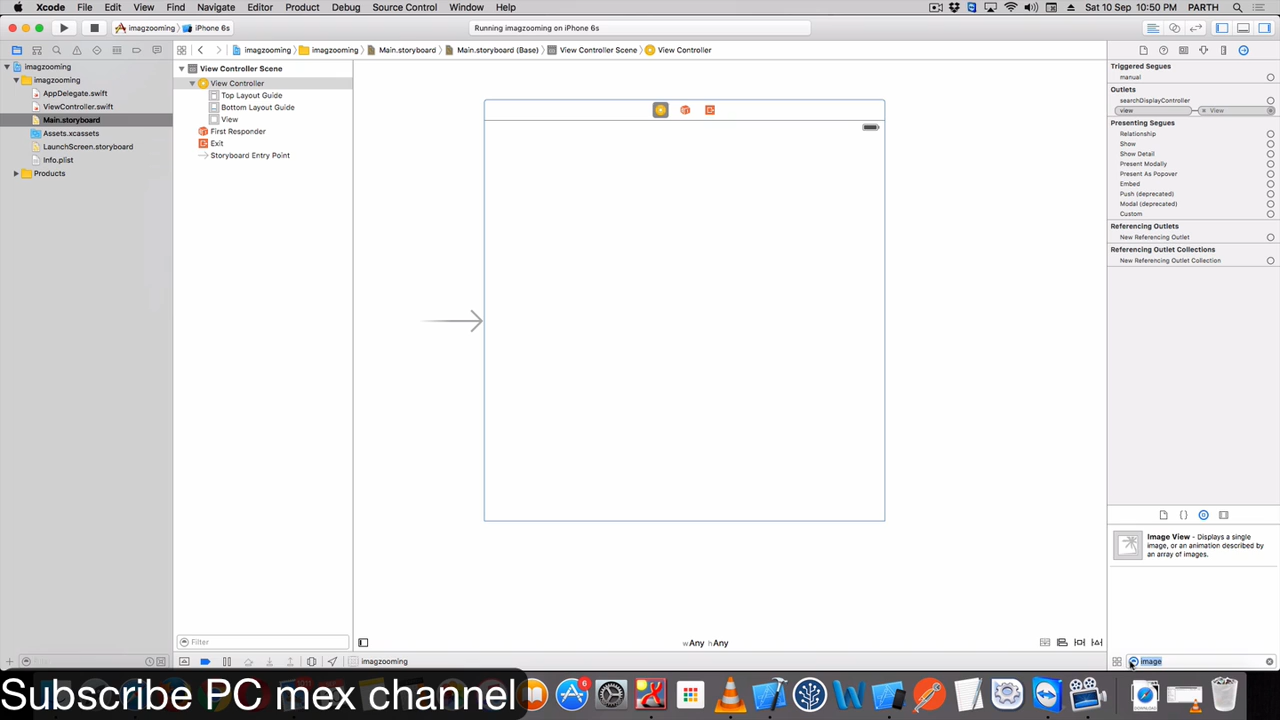 Xcode File Edit View Find Navigate Editor Product Debug Source Control Window Help Sat 10 Sep 10:50 PM PARTH
imagzooming iPhone 6s Running imagzooming on iPhone 6s
imagzooming imagzooming Main.storyboard Main.storyboard (Base) View Controller Scene View Controller
imagzooming
imagzooming
AppDelegate.swift
ViewController.swift
Main.storyboard
Assets.xcassets
LaunchScreen.storyboard
Info.plist
Products
View Controller Scene
View Controller
Top Layout Guide
Bottom Layout Guide
View
First Responder
Exit
Storyboard Entry Point
Triggered Segues
manual
Outlets
searchDisplayController
view View
Presenting Segues
Relationship
Show
Show Detail
Present Modally
Present As Popover
Embed
Push (deprecated)
Modal (deprecated)
Custom
Referencing Outlets
New Referencing Outlet
Referencing Outlet Collections
New Referencing Outlet Collection
Image View - Displays a single
image, or an animation described by
an array of images.
Filter
wAny hAny
imagzooming
image
Subscribe PC mex channel
6